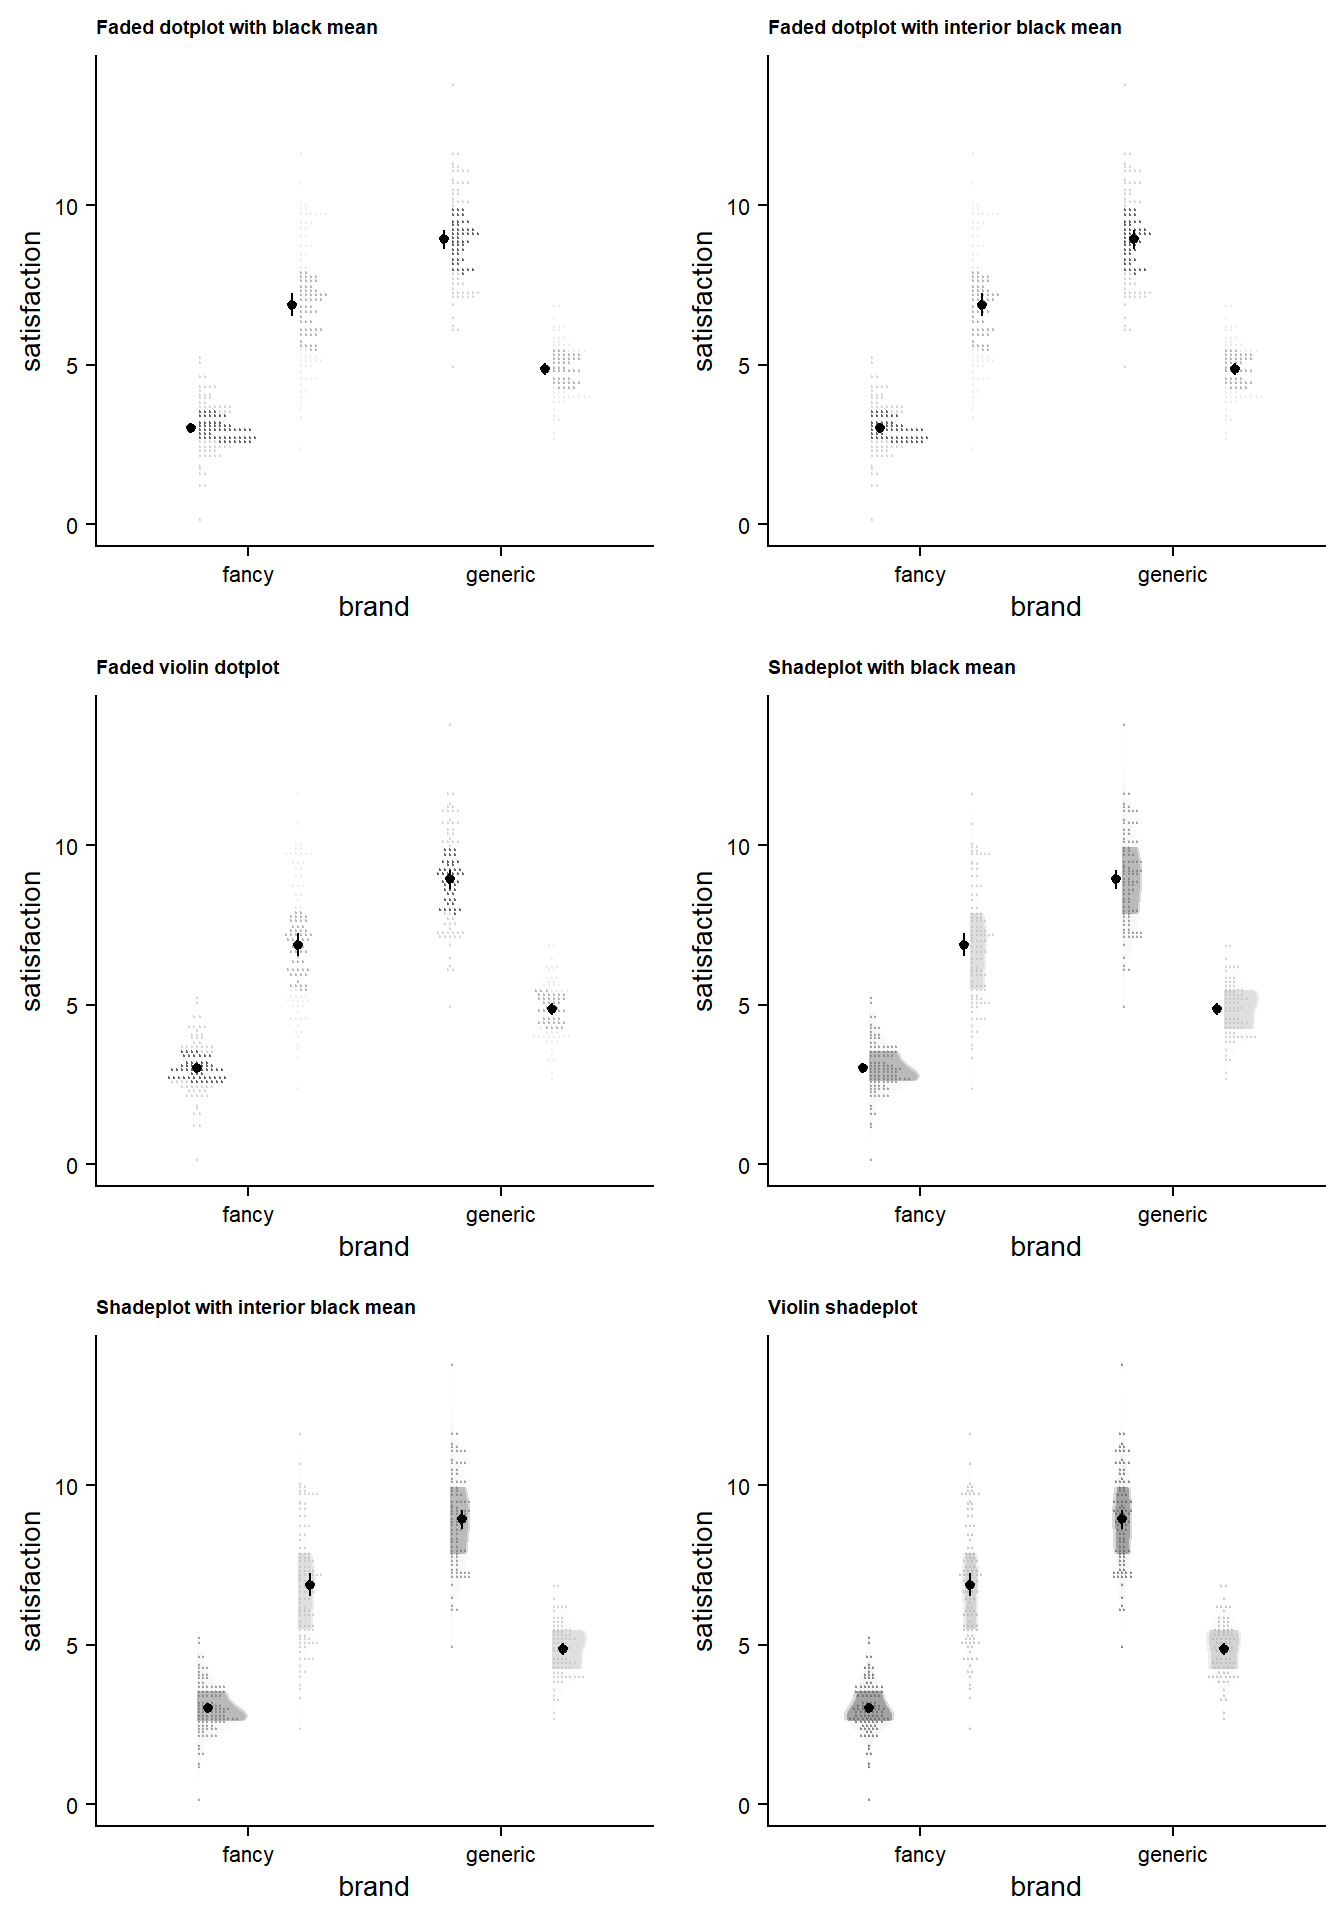 Faded dotplot with black mean
10
5
0
satisfaction
fancy generic
brand
Faded dotplot with interior black mean
10
5
0
satisfaction
fancy generic
brand
Faded violin dotplot
10
5
0
satisfaction
fancy generic
brand
Shadeplot with black mean
10
5
0
satisfaction
fancy generic
brand
Shadeplot with interior black mean
10
5
0
satisfaction
fancy generic
brand
Violin shadeplot
10
5
0
satisfaction
fancy generic
brand